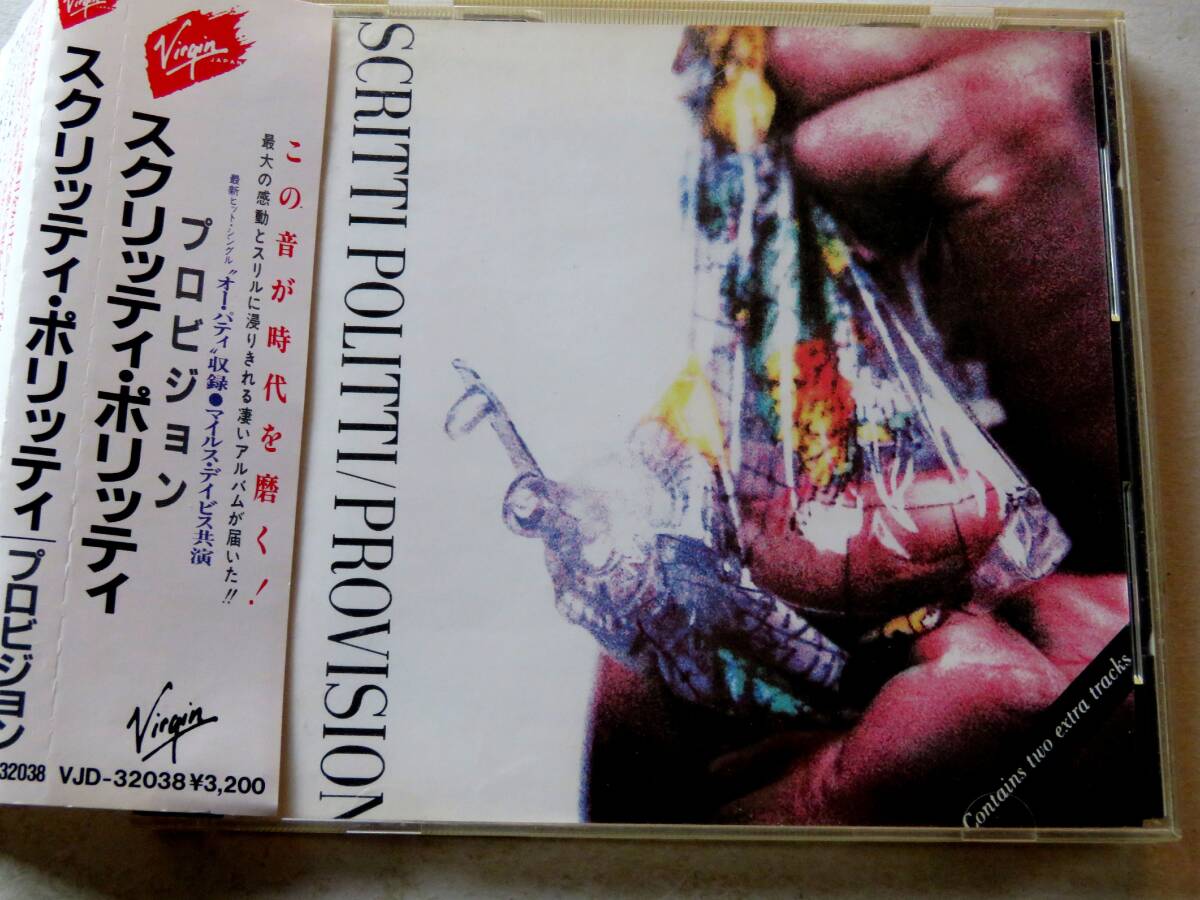 Virgin
JAPAN
スクリッティ・ポリッティ
プロビジョン
32038
Virgin
JAPAN
この音が時代を磨く！
最大の感動とスリルに浸りきれる凄いアルバムが届いた!!
最新ヒット・シングル“オー・パティ”収録●マイルス・デイビス共演
プロビジョン
スクリッティ・ポリッティ
Virgin
VJD-32038 ¥3,200
SCRITTI POLITTI/PROVISION
Contains two extra tracks